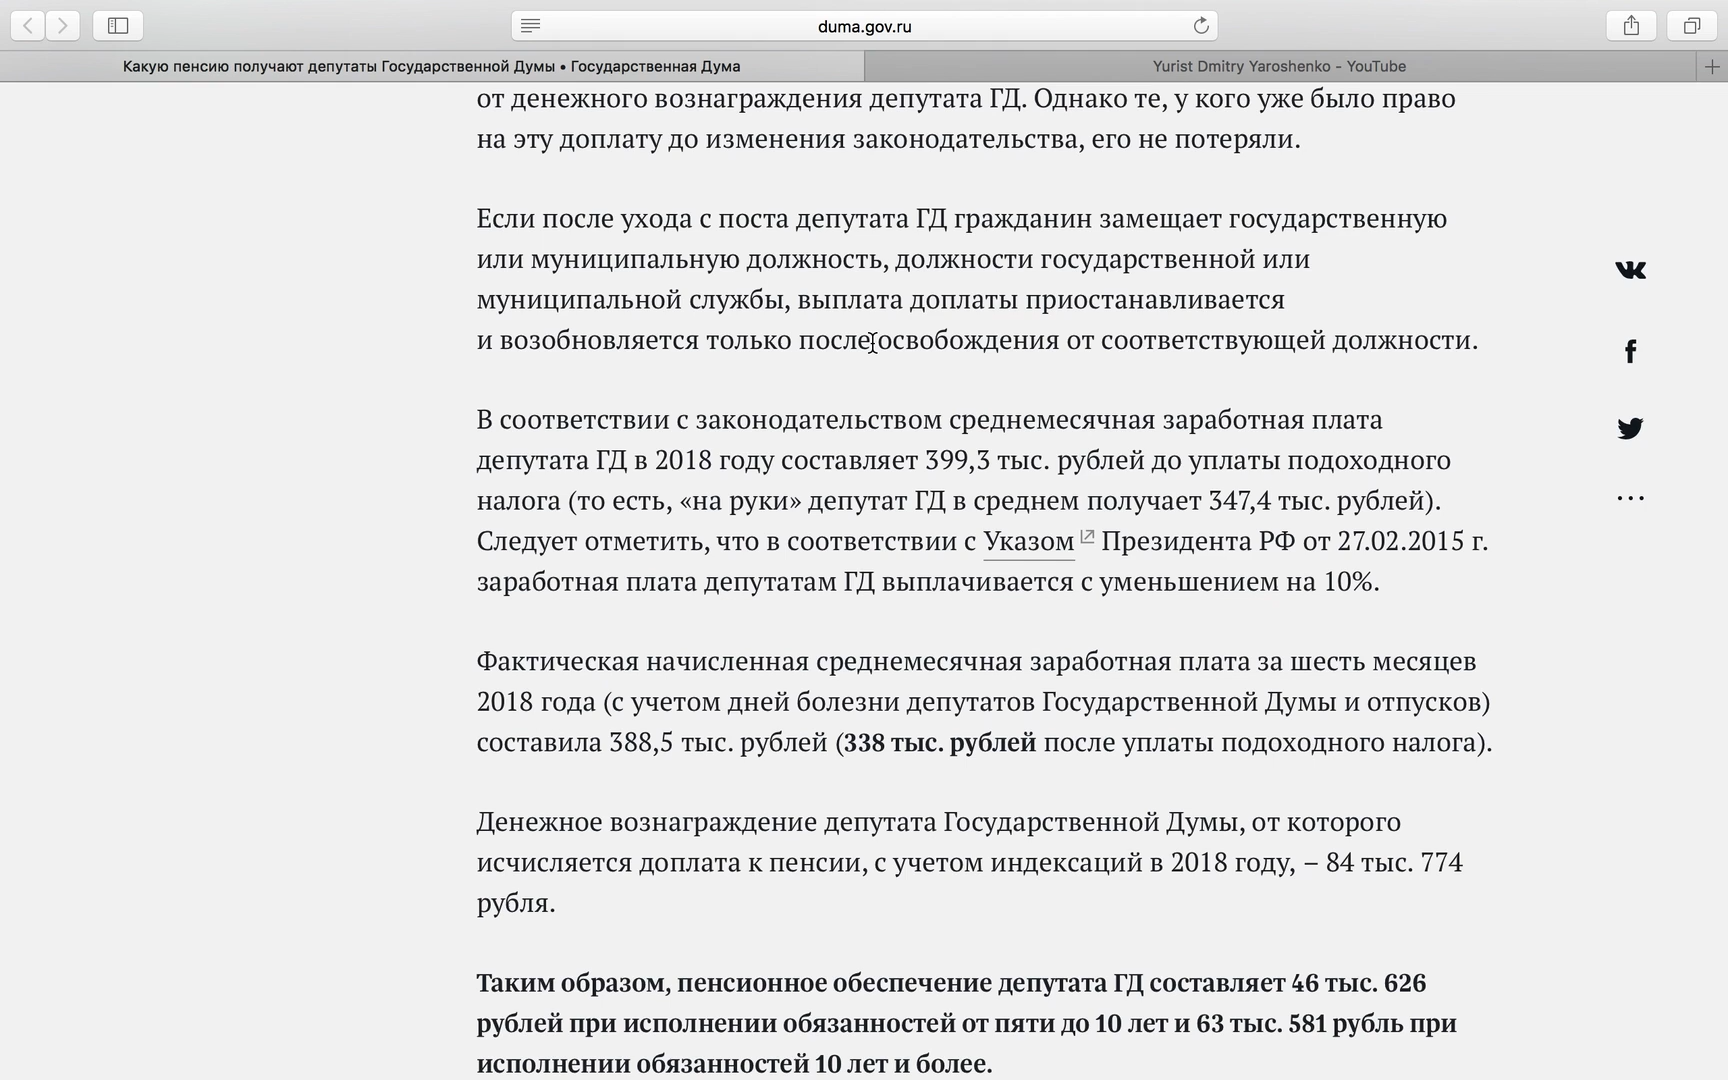 duma.gov.ru
Какую пенсию получают депутаты Государственной Думы • Государственная Дума
Yurist Dmitry Yaroshenko - YouTube
от денежного вознаграждения депутата ГД. Однако те, у кого уже было право
на эту доплату до изменения законодательства, его не потеряли.
Если после ухода с поста депутата ГД гражданин замещает государственную
или муниципальную должность, должности государственной или
муниципальной службы, выплата доплаты приостанавливается
и возобновляется только после освобождения от соответствующей должности.
В соответствии с законодательством среднемесячная заработная плата
депутата ГД в 2018 году составляет 399,3 тыс. рублей до уплаты подоходного
налога (то есть, «на руки» депутат ГД в среднем получает 347,4 тыс. рублей).
Следует отметить, что в соответствии с Указом Президента РФ от 27.02.2015 г.
заработная плата депутатам ГД выплачивается с уменьшением на 10%.
Фактическая начисленная среднемесячная заработная плата за шесть месяцев
2018 года (с учетом дней болезни депутатов Государственной Думы и отпусков)
составила 388,5 тыс. рублей (338 тыс. рублей после уплаты подоходного налога).
Денежное вознаграждение депутата Государственной Думы, от которого
исчисляется доплата к пенсии, с учетом индексаций в 2018 году, – 84 тыс. 774
рубля.
Таким образом, пенсионное обеспечение депутата ГД составляет 46 тыс. 626
рублей при исполнении обязанностей от пяти до 10 лет и 63 тыс. 581 рубль при
исполнении обязанностей 10 лет и более.